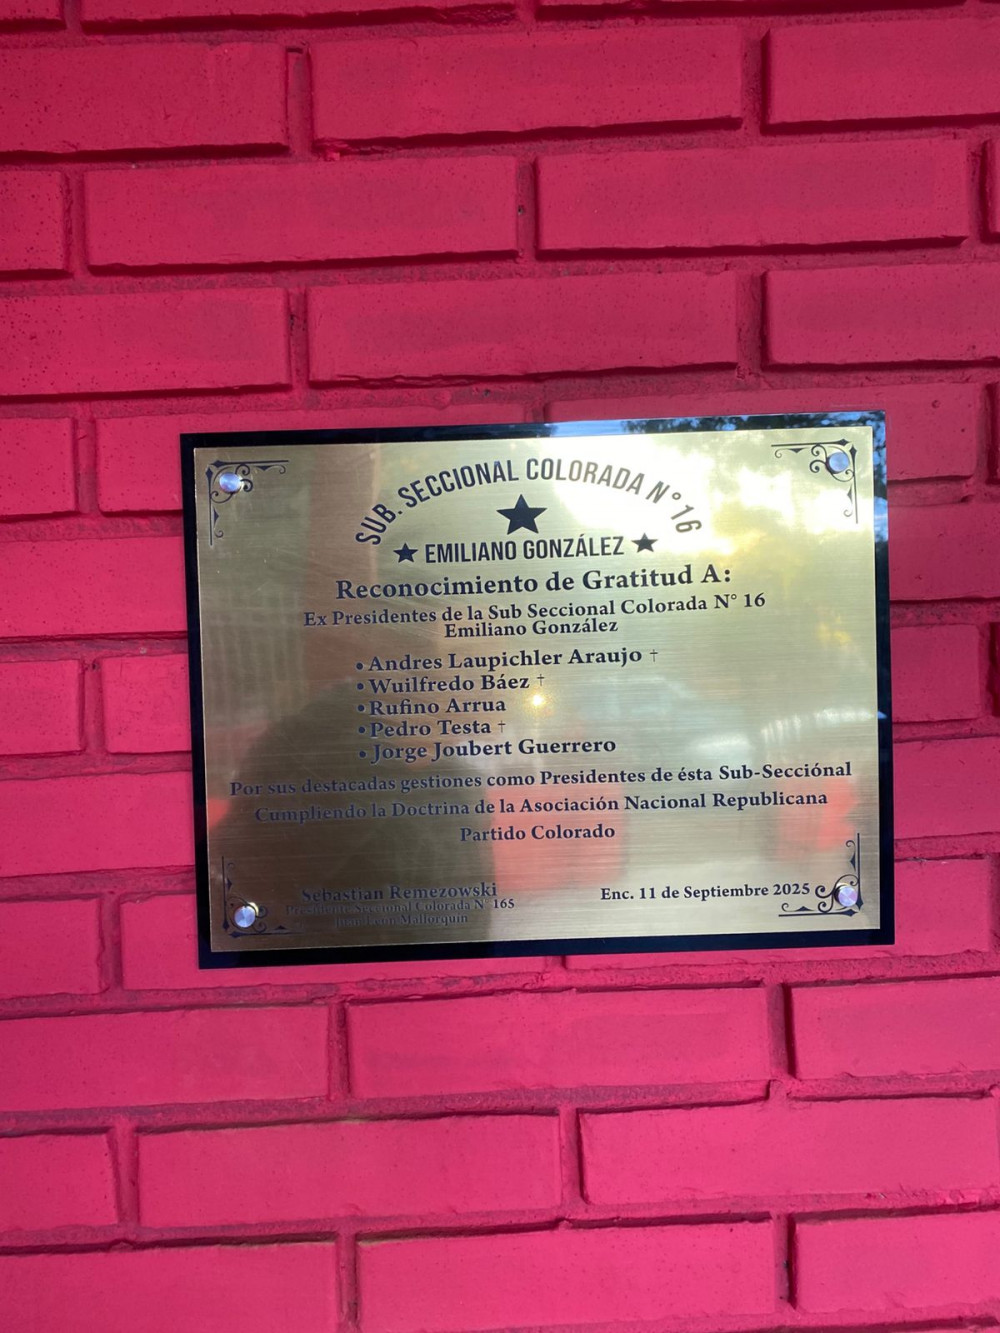 SUB. SECCIONAL COLORADA N°16
EMILIANO GONZÁLEZ
Reconocimiento de Gratitud A:
Ex Presidentes de la Sub Seccional Colorada N° 16
Emiliano González
• Andres Laupichler Araujo †
• Wuilfredo Báez †
• Rufino Arrua
• Pedro Testa †
• Jorge Joubert Guerrero
Por sus destacadas gestiones como Presidentes de ésta Sub-Secciónal
Cumpliendo la Doctrina de la Asociación Nacional Republicana
Partido Colorado
Sebastian Remezowski
Presidente Seccional Colorada N° 165
Juan Leon Mallorquin
Enc. 11 de Septiembre 2025